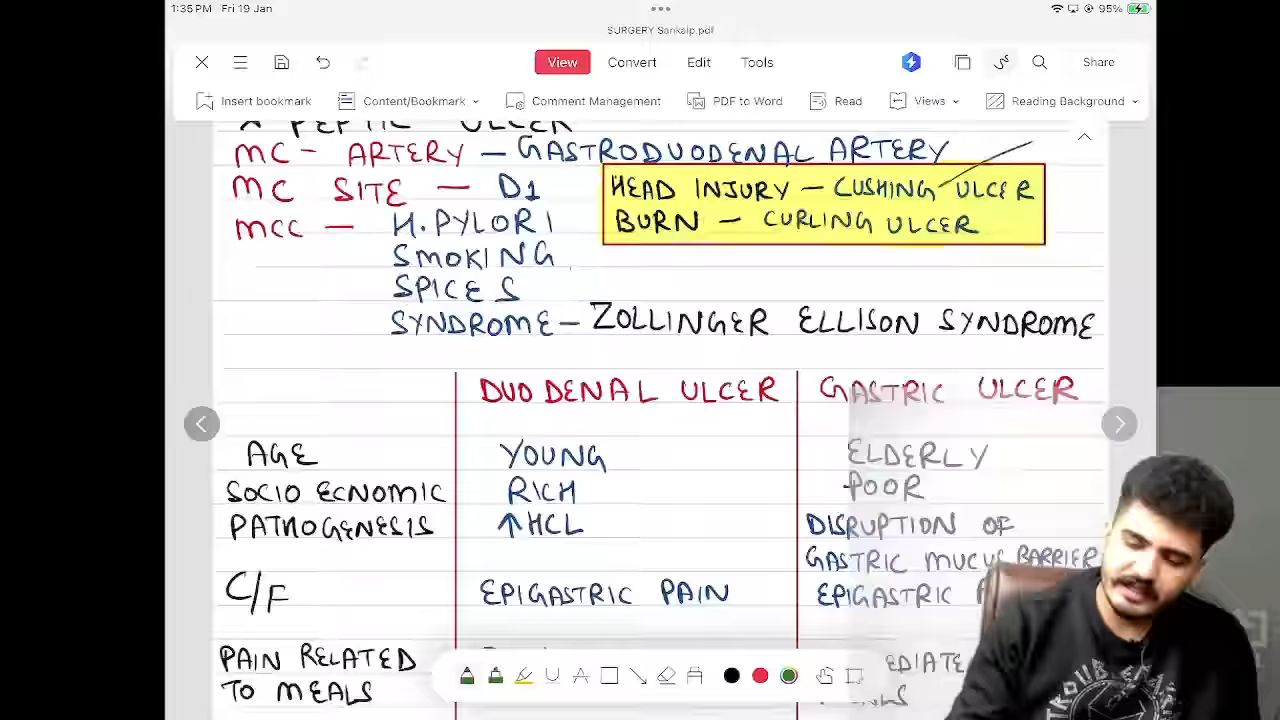 1:35 PM Fri 19 Jan
95%
SURGERY Sankalp.pdf
View Convert Edit Tools Share
Insert bookmark Content/Bookmark Comment Management PDF to Word Read Views Reading Background
* PEPTIC ULCER
MC - ARTERY - GASTRODUODENAL ARTERY
MC SITE - D1
HEAD INJURY - CUSHING ULCER
BURN - CURLING ULCER
MCC - H.PYLORI
SMOKING
SPICES
SYNDROME - ZOLLINGER ELLISON SYNDROME
DUODENAL ULCER GASTRIC ULCER
AGE YOUNG ELDERLY
SOCIO ECNOMIC RICH POOR
PATHOGENESIS ↑HCL DISRUPTION OF
GASTRIC MUCUS BARRIER
C/F EPIGASTRIC PAIN EPIGASTRIC
PAIN RELATED
TO MEALS